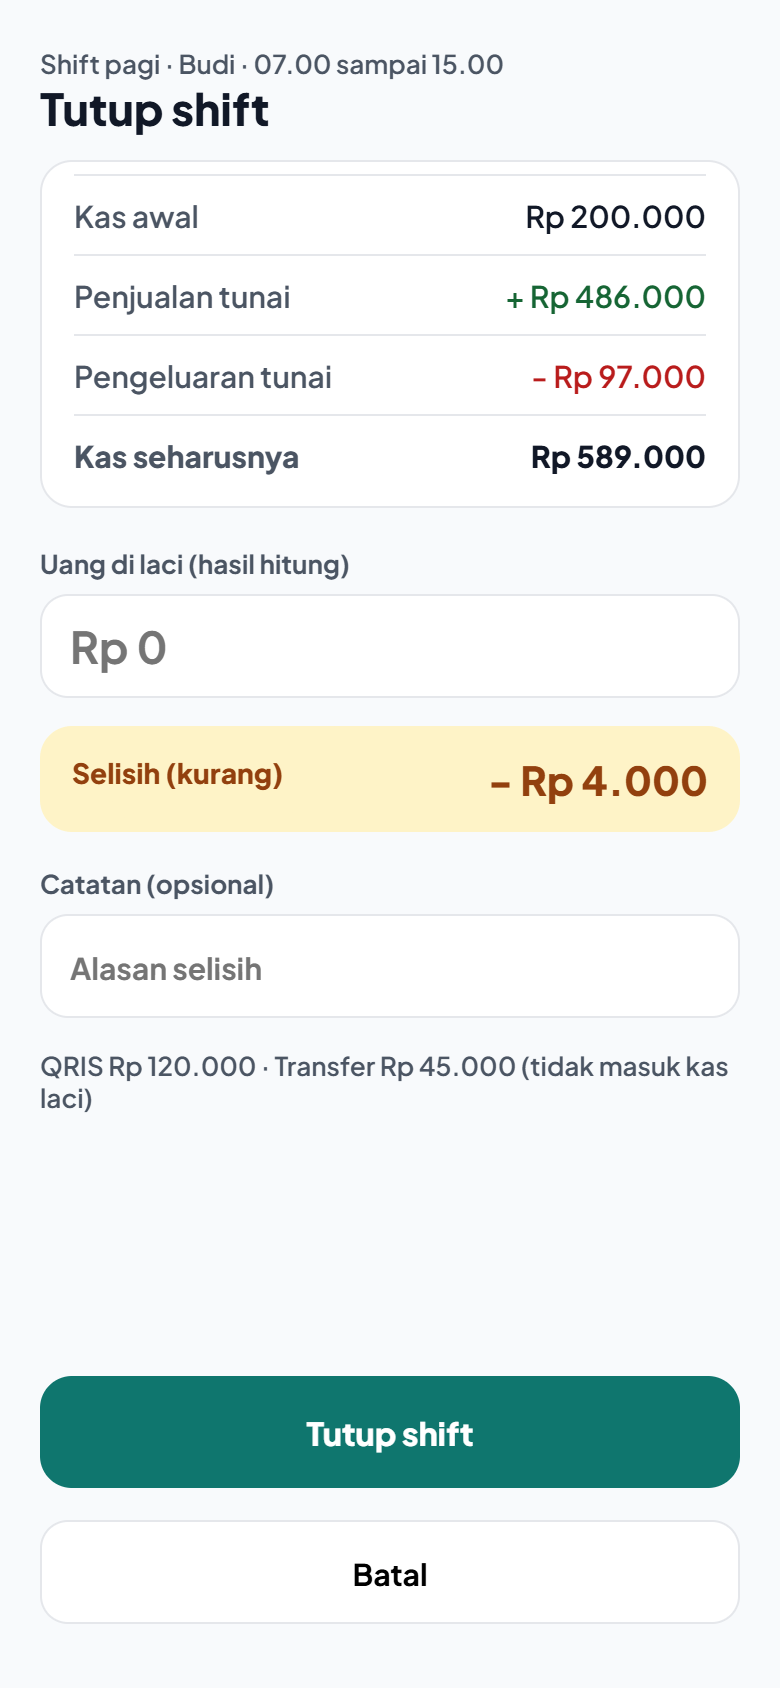 Shift pagi · Budi · 07.00 sampai 15.00
Tutup shift
Kas awal Rp 200.000
Penjualan tunai + Rp 486.000
Pengeluaran tunai − Rp 97.000
Kas seharusnya Rp 589.000
Uang di laci (hasil hitung)
Rp 0
Selisih (kurang) − Rp 4.000
Catatan (opsional)
Alasan selisih
QRIS Rp 120.000 · Transfer Rp 45.000 (tidak masuk kas
laci)
Tutup shift
Batal